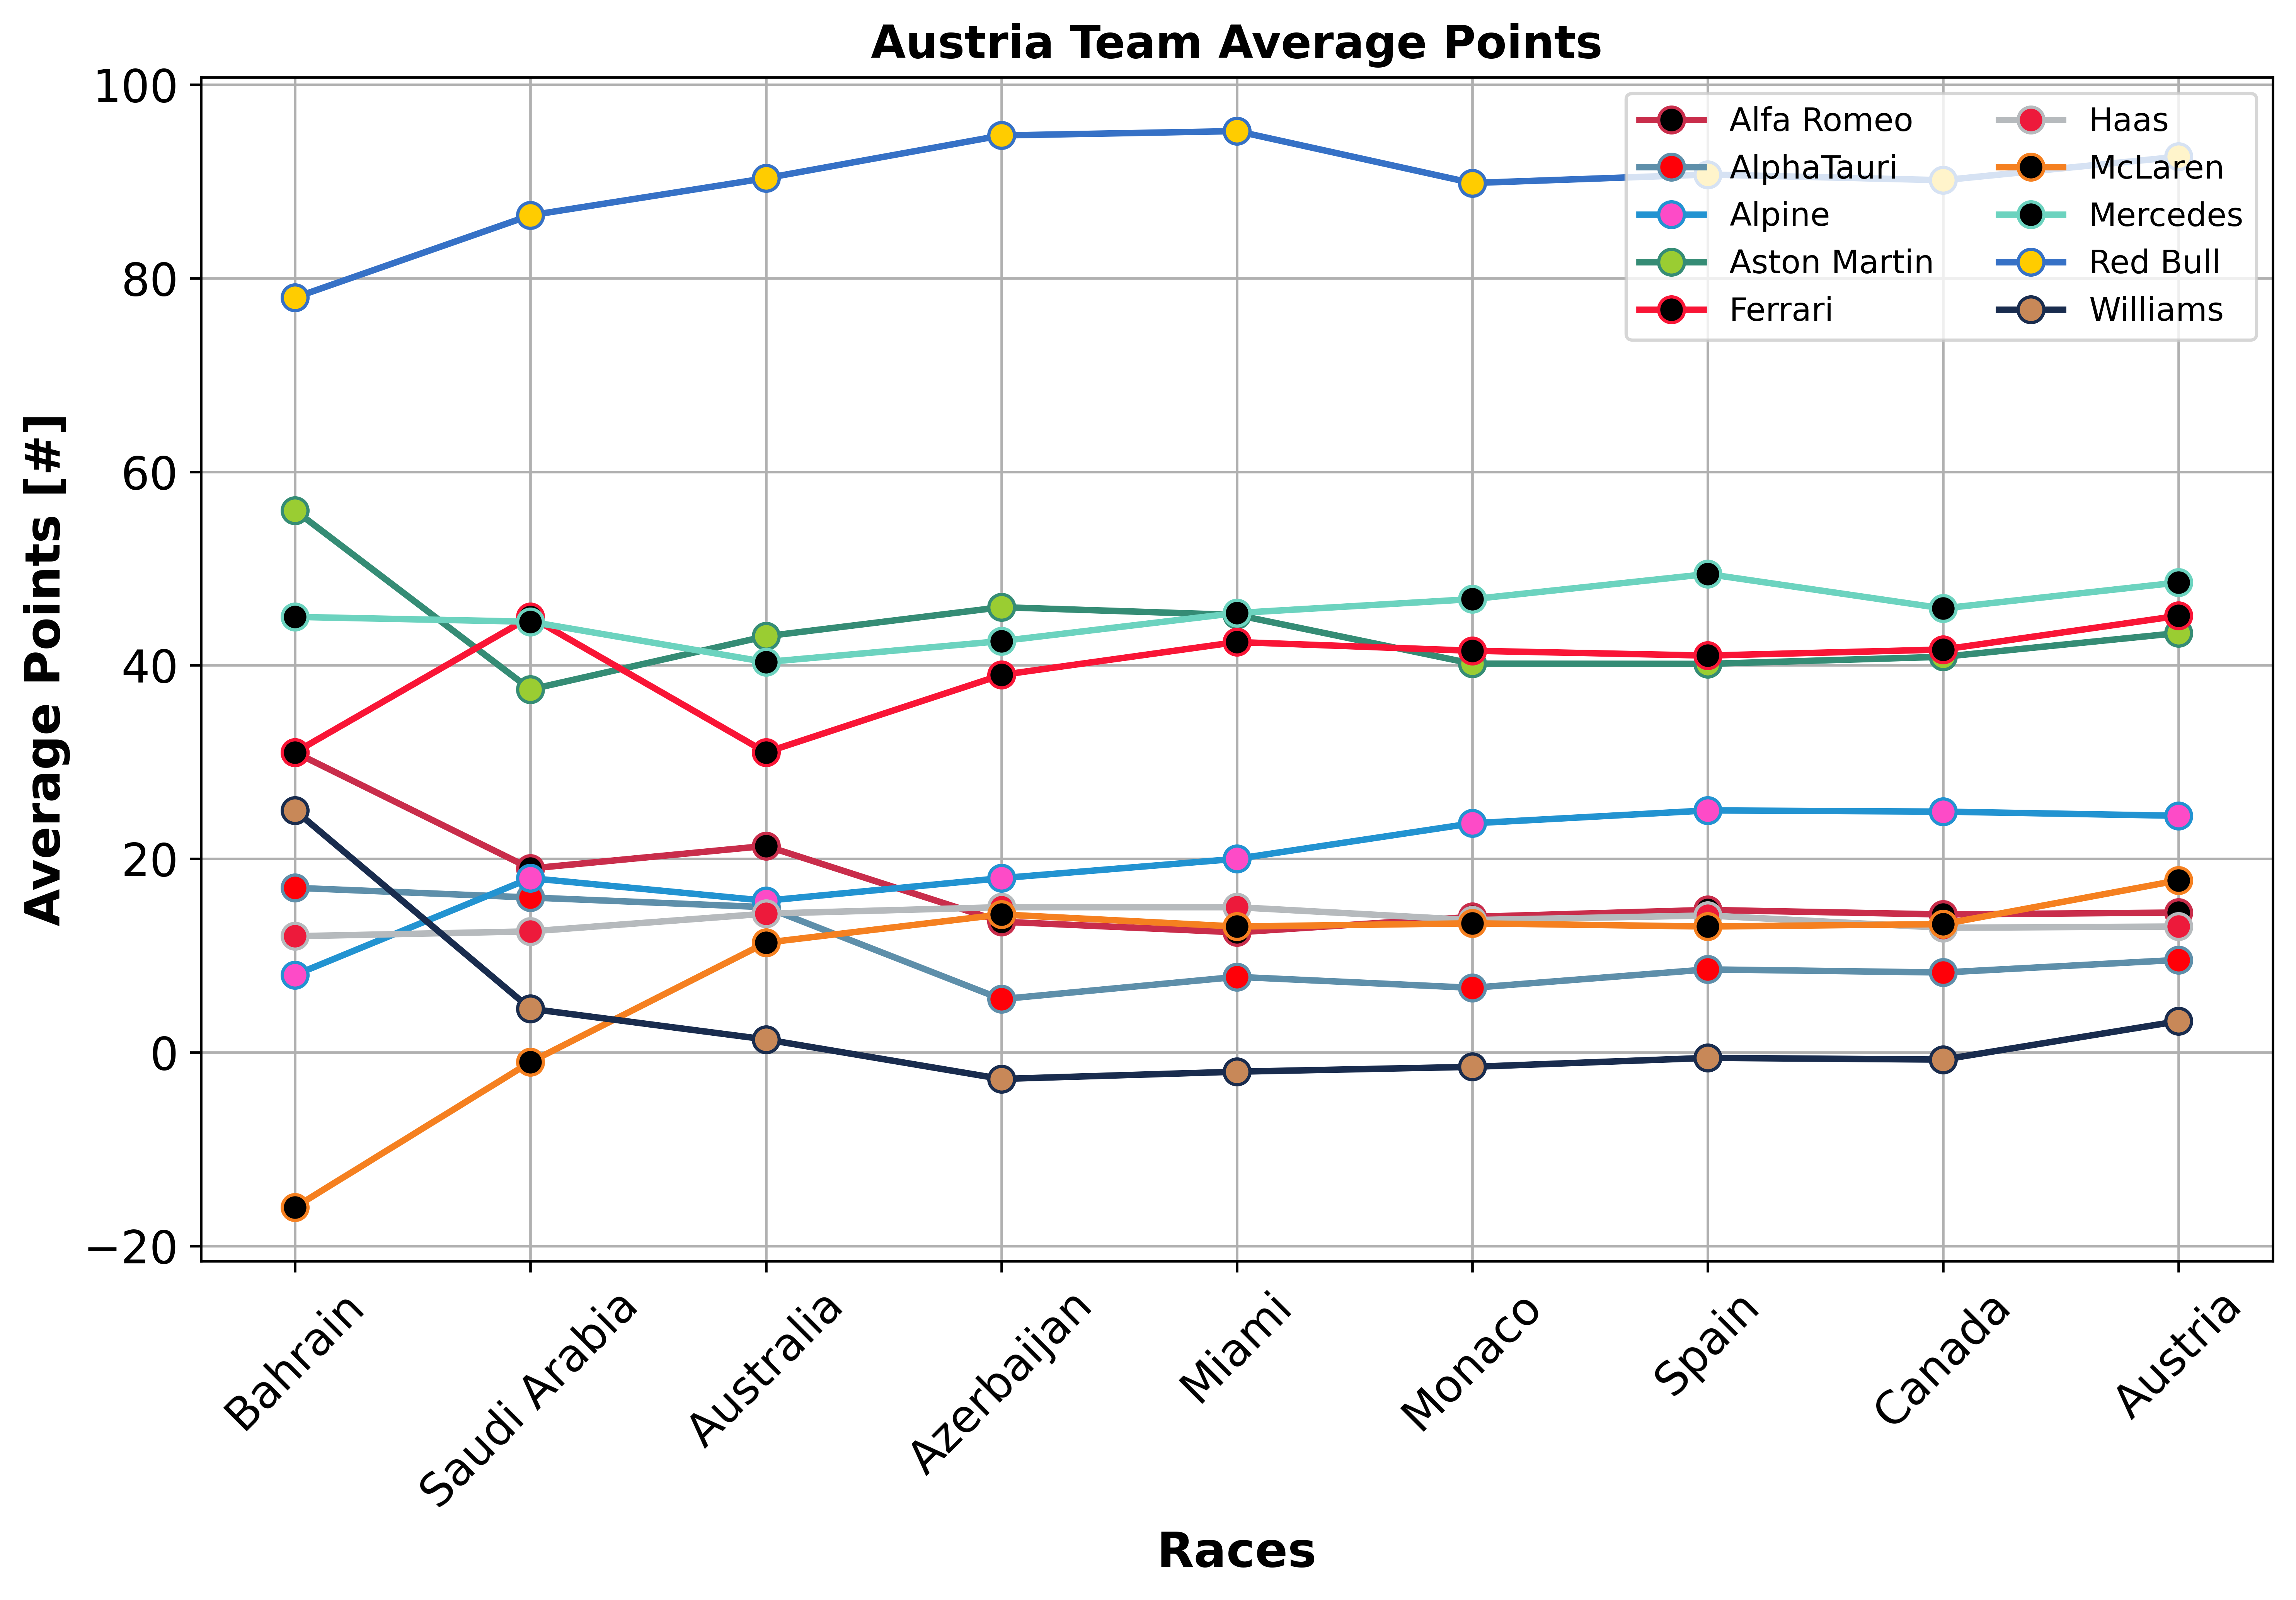 Austria Team Average Points
Average Points [#]
100
80
60
40
20
0
−20
Alfa Romeo
AlphaTauri
Alpine
Aston Martin
Ferrari
Haas
McLaren
Mercedes
Red Bull
Williams
Bahrain
Saudi Arabia
Australia
Azerbaijan
Miami
Monaco
Spain
Canada
Austria
Races